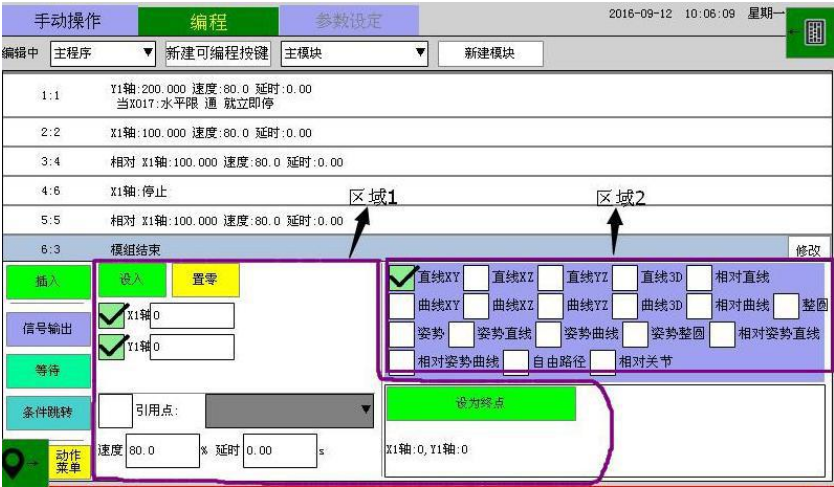 手动操作 编程 参数设定 2016-09-12 10:06:09 星期一
编辑中 主程序 新建可编程按键 主模块 新建模块
1:1 Y1轴:200.000 速度:80.0 延时:0.00
当X017:水平限 通 就立即停
2:2 X1轴:100.000 速度:80.0 延时:0.00
3:4 相对 X1轴:100.000 速度:80.0 延时:0.00
4:6 X1轴:停止
区域1 区域2
5:5 相对 X1轴:100.000 速度:80.0 延时:0.00
6:3 模组结束 修改
插入 设入 置零 直线XY 直线XZ 直线YZ 直线3D 相对直线
X1轴 0 曲线XY 曲线XZ 曲线YZ 曲线3D 相对曲线 整圆
信号输出 姿势 姿势直线 姿势曲线 姿势整圆 相对姿势直线
Y1轴 0
等待 相对姿势曲线 自由路径 相对关节
条件跳转 引用点: 设为终点
速度 80.0 % 延时 0.00 s X1轴:0,Y1轴:0
动作
菜单